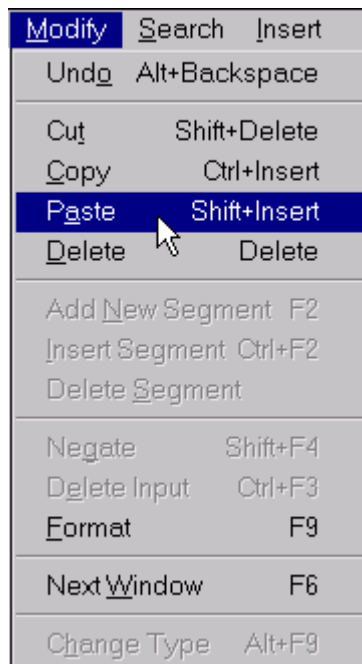 Modify Search Insert
Undo Alt+Backspace
Cut Shift+Delete
Copy Ctrl+Insert
Paste Shift+Insert
Delete Delete
Add New Segment F2
Insert Segment Ctrl+F2
Delete Segment
Negate Shift+F4
Delete Input Ctrl+F3
Format F9
Next Window F6
Change Type Alt+F9